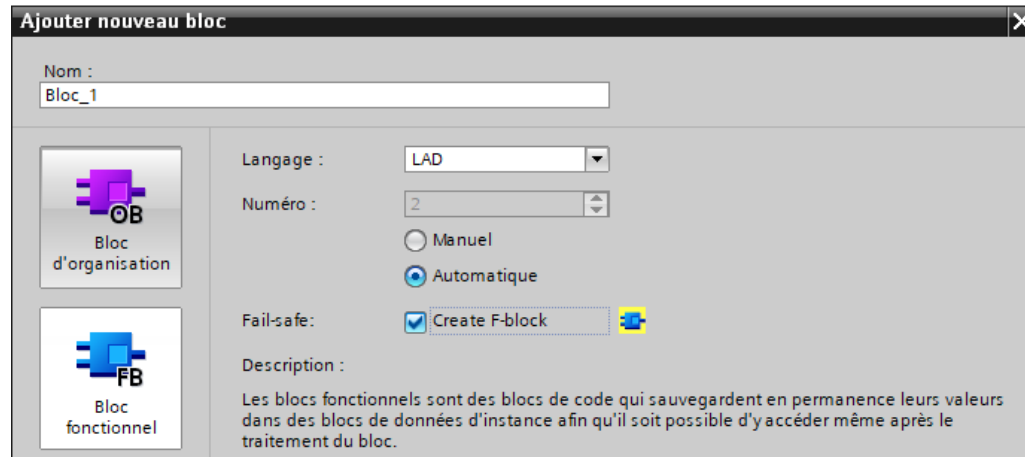 Ajouter nouveau bloc
Nom :
Bloc_1
OB
Bloc
d'organisation
FB
Bloc
fonctionnel
Langage :
LAD
Numéro :
2
Manuel
Automatique
Fail-safe:
Create F-block
Description :
Les blocs fonctionnels sont des blocs de code qui sauvegardent en permanence leurs valeurs
dans des blocs de données d'instance afin qu'il soit possible d'y accéder même après le
traitement du bloc.